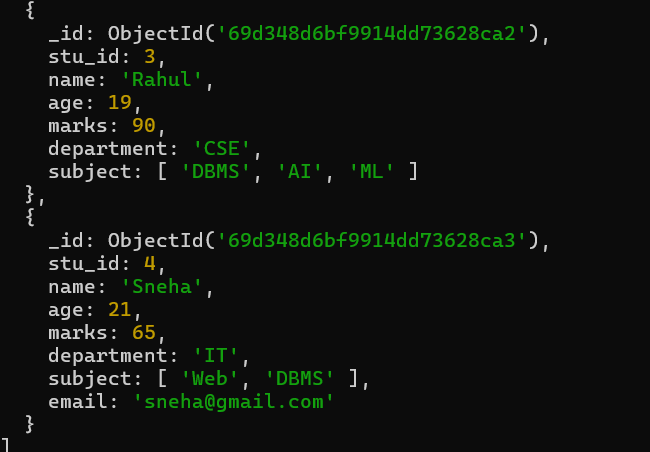 {
_id: ObjectId('69d348d6bf9914dd73628ca2'),
stu_id: 3,
name: 'Rahul',
age: 19,
marks: 90,
department: 'CSE',
subject: [ 'DBMS', 'AI', 'ML' ]
},
{
_id: ObjectId('69d348d6bf9914dd73628ca3'),
stu_id: 4,
name: 'Sneha',
age: 21,
marks: 65,
department: 'IT',
subject: [ 'Web', 'DBMS' ],
email: 'sneha@gmail.com'
}
]